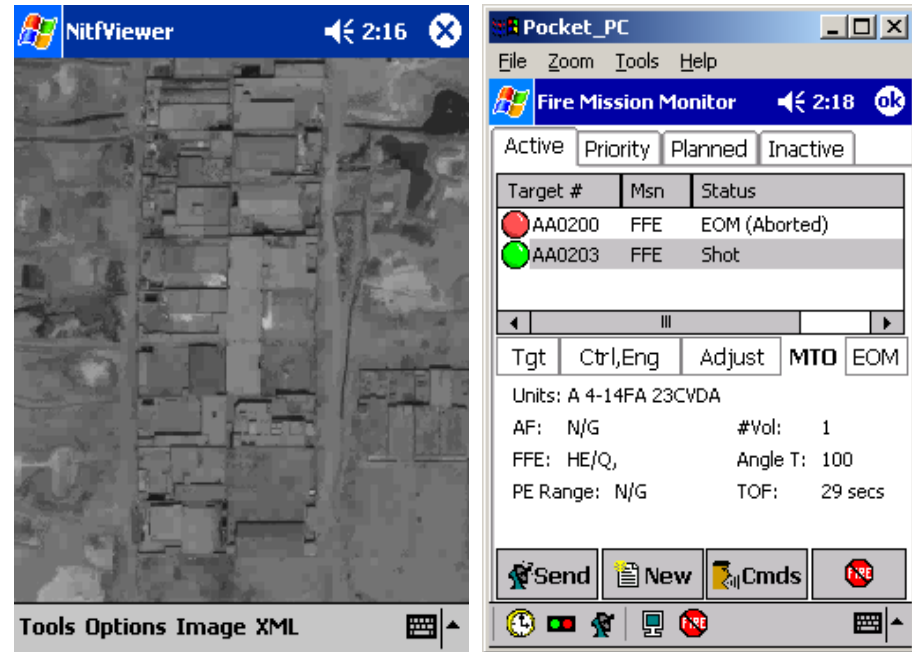 NitfViewer 2:16
Tools Options Image XML
Pocket_PC
File Zoom Tools Help
Fire Mission Monitor 2:18 ok
Active Priority Planned Inactive
Target # Msn Status
AA0200 FFE EOM (Aborted)
AA0203 FFE Shot
Tgt Ctrl,Eng Adjust MTO EOM
Units: A 4-14FA 23CVDA
AF: N/G #Vol: 1
FFE: HE/Q, Angle T: 100
PE Range: N/G TOF: 29 secs
Send New Cmds FIRE
FIRE